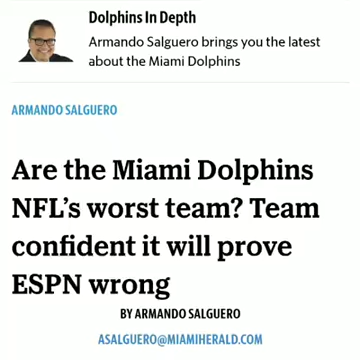 Dolphins In Depth
Armando Salguero brings you the latest
about the Miami Dolphins
ARMANDO SALGUERO
Are the Miami Dolphins
NFL’s worst team? Team
confident it will prove
ESPN wrong
BY ARMANDO SALGUERO
ASALGUERO@MIAMIHERALD.COM